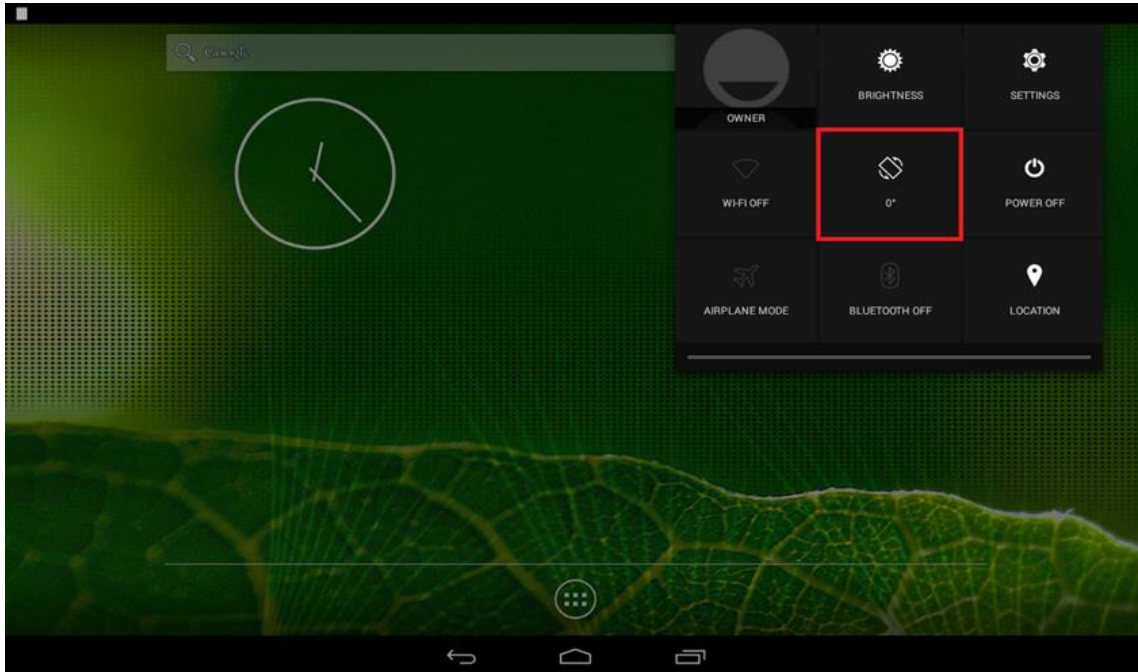 Google
OWNER
BRIGHTNESS
SETTINGS
WI-FI OFF
0°
POWER OFF
AIRPLANE MODE
BLUETOOTH OFF
LOCATION